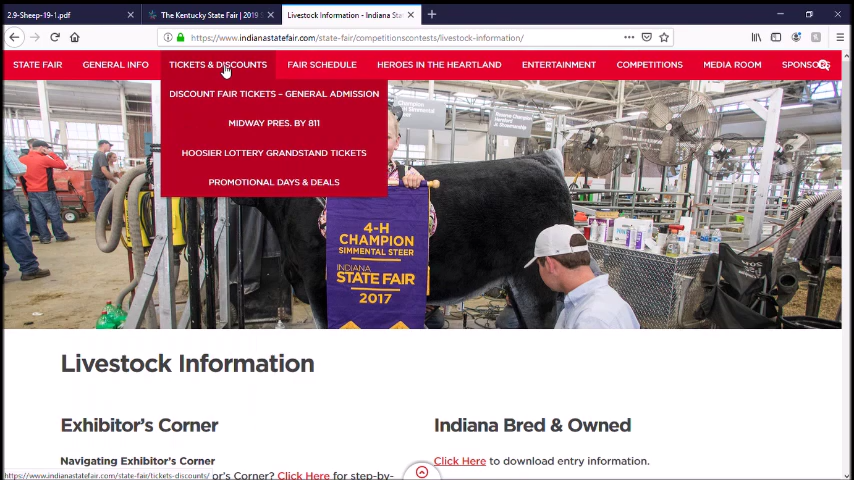 2.9-Sheep-19-1.pdf
The Kentucky State Fair | 2019
Livestock Information - Indiana Sta
https://www.indianastatefair.com/state-fair/competitionscontests/livestock-information/
STATE FAIR GENERAL INFO TICKETS & DISCOUNTS FAIR SCHEDULE HEROES IN THE HEARTLAND ENTERTAINMENT COMPETITIONS MEDIA ROOM SPONSORS
DISCOUNT FAIR TICKETS – GENERAL ADMISSION
MIDWAY PRES. BY 811
HOOSIER LOTTERY GRANDSTAND TICKETS
PROMOTIONAL DAYS & DEALS
Champion
4-H
CHAMPION
SIMMENTAL STEER
INDIANA
STATE FAIR
2017
Livestock Information
Exhibitor's Corner
Navigating Exhibitor's Corner
or's Corner? Click Here for step-by-
Indiana Bred & Owned
Click Here to download entry information.
https://www.indianastatefair.com/state-fair/tickets-discounts/